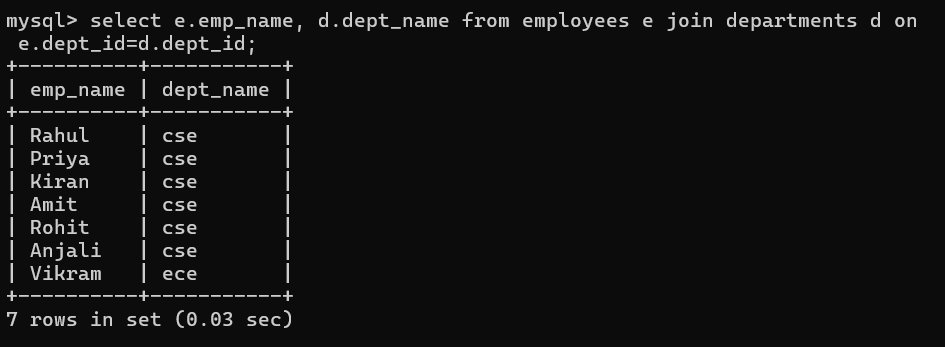 mysql> select e.emp_name, d.dept_name from employees e join departments d on
 e.dept_id=d.dept_id;
+----------+-----------+
| emp_name | dept_name |
+----------+-----------+
| Rahul    | cse       |
| Priya    | cse       |
| Kiran    | cse       |
| Amit     | cse       |
| Rohit    | cse       |
| Anjali   | cse       |
| Vikram   | ece       |
+----------+-----------+
7 rows in set (0.03 sec)